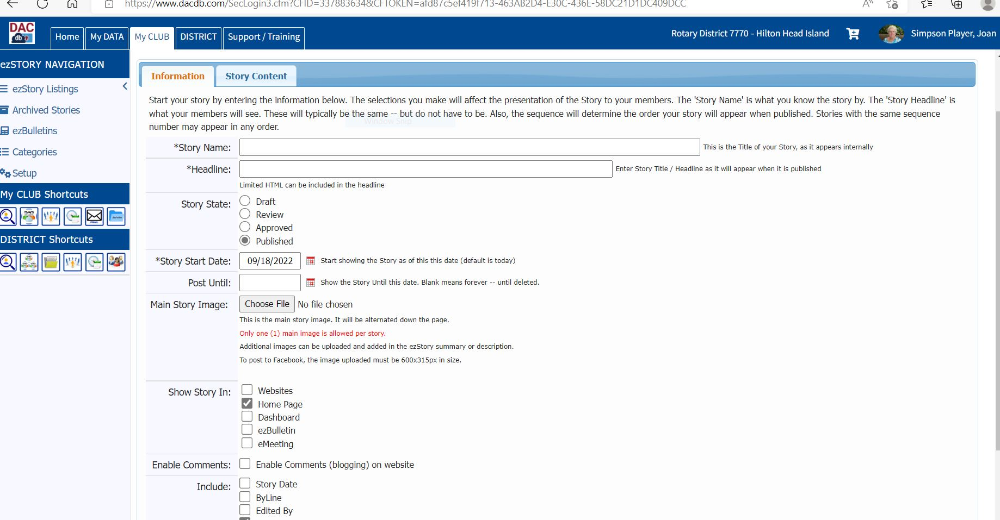 https://www.dacdb.com/SecLogin3.cfm?CFID=337883634&CFTOKEN=afd87c5ef419f713-463AB2D4-E30C-436E-58DC21D1DC409DCC
DAC
db
Home
My DATA
My CLUB
DISTRICT
Support / Training
Rotary District 7770 - Hilton Head Island
Simpson Player, Joan
ezSTORY NAVIGATION
ezStory Listings
Archived Stories
ezBulletins
Categories
Setup
My CLUB Shortcuts
PMAIL
DISTRICT Shortcuts
Information
Story Content
Start your story by entering the information below. The selections you make will affect the presentation of the Story to your members. The 'Story Name' is what you know the story by. The 'Story Headline' is
what your members will see. These will typically be the same -- but do not have to be. Also, the sequence will determine the order your story will appear when published. Stories with the same sequence
number may appear in any order.
Window Snip
*Story Name:
This is the Title of your Story, as it appears internally
*Headline:
Enter Story Title / Headline as it will appear when it is published
Limited HTML can be included in the headline
Story State:
Draft
Review
Approved
Published
*Story Start Date:
09/18/2022
Start showing the Story as of this this date (default is today)
Post Until:
Show the Story Until this date. Blank means forever -- until deleted.
Main Story Image:
Choose File
No file chosen
This is the main story image. It will be alternated down the page.
Only one (1) main image is allowed per story.
Additional images can be uploaded and added in the ezStory summary or description.
To post to Facebook, the image uploaded must be 600x315px in size.
Show Story In:
Websites
Home Page
Dashboard
ezBulletin
eMeeting
Enable Comments:
Enable Comments (blogging) on website
Include:
Story Date
ByLine
Edited By